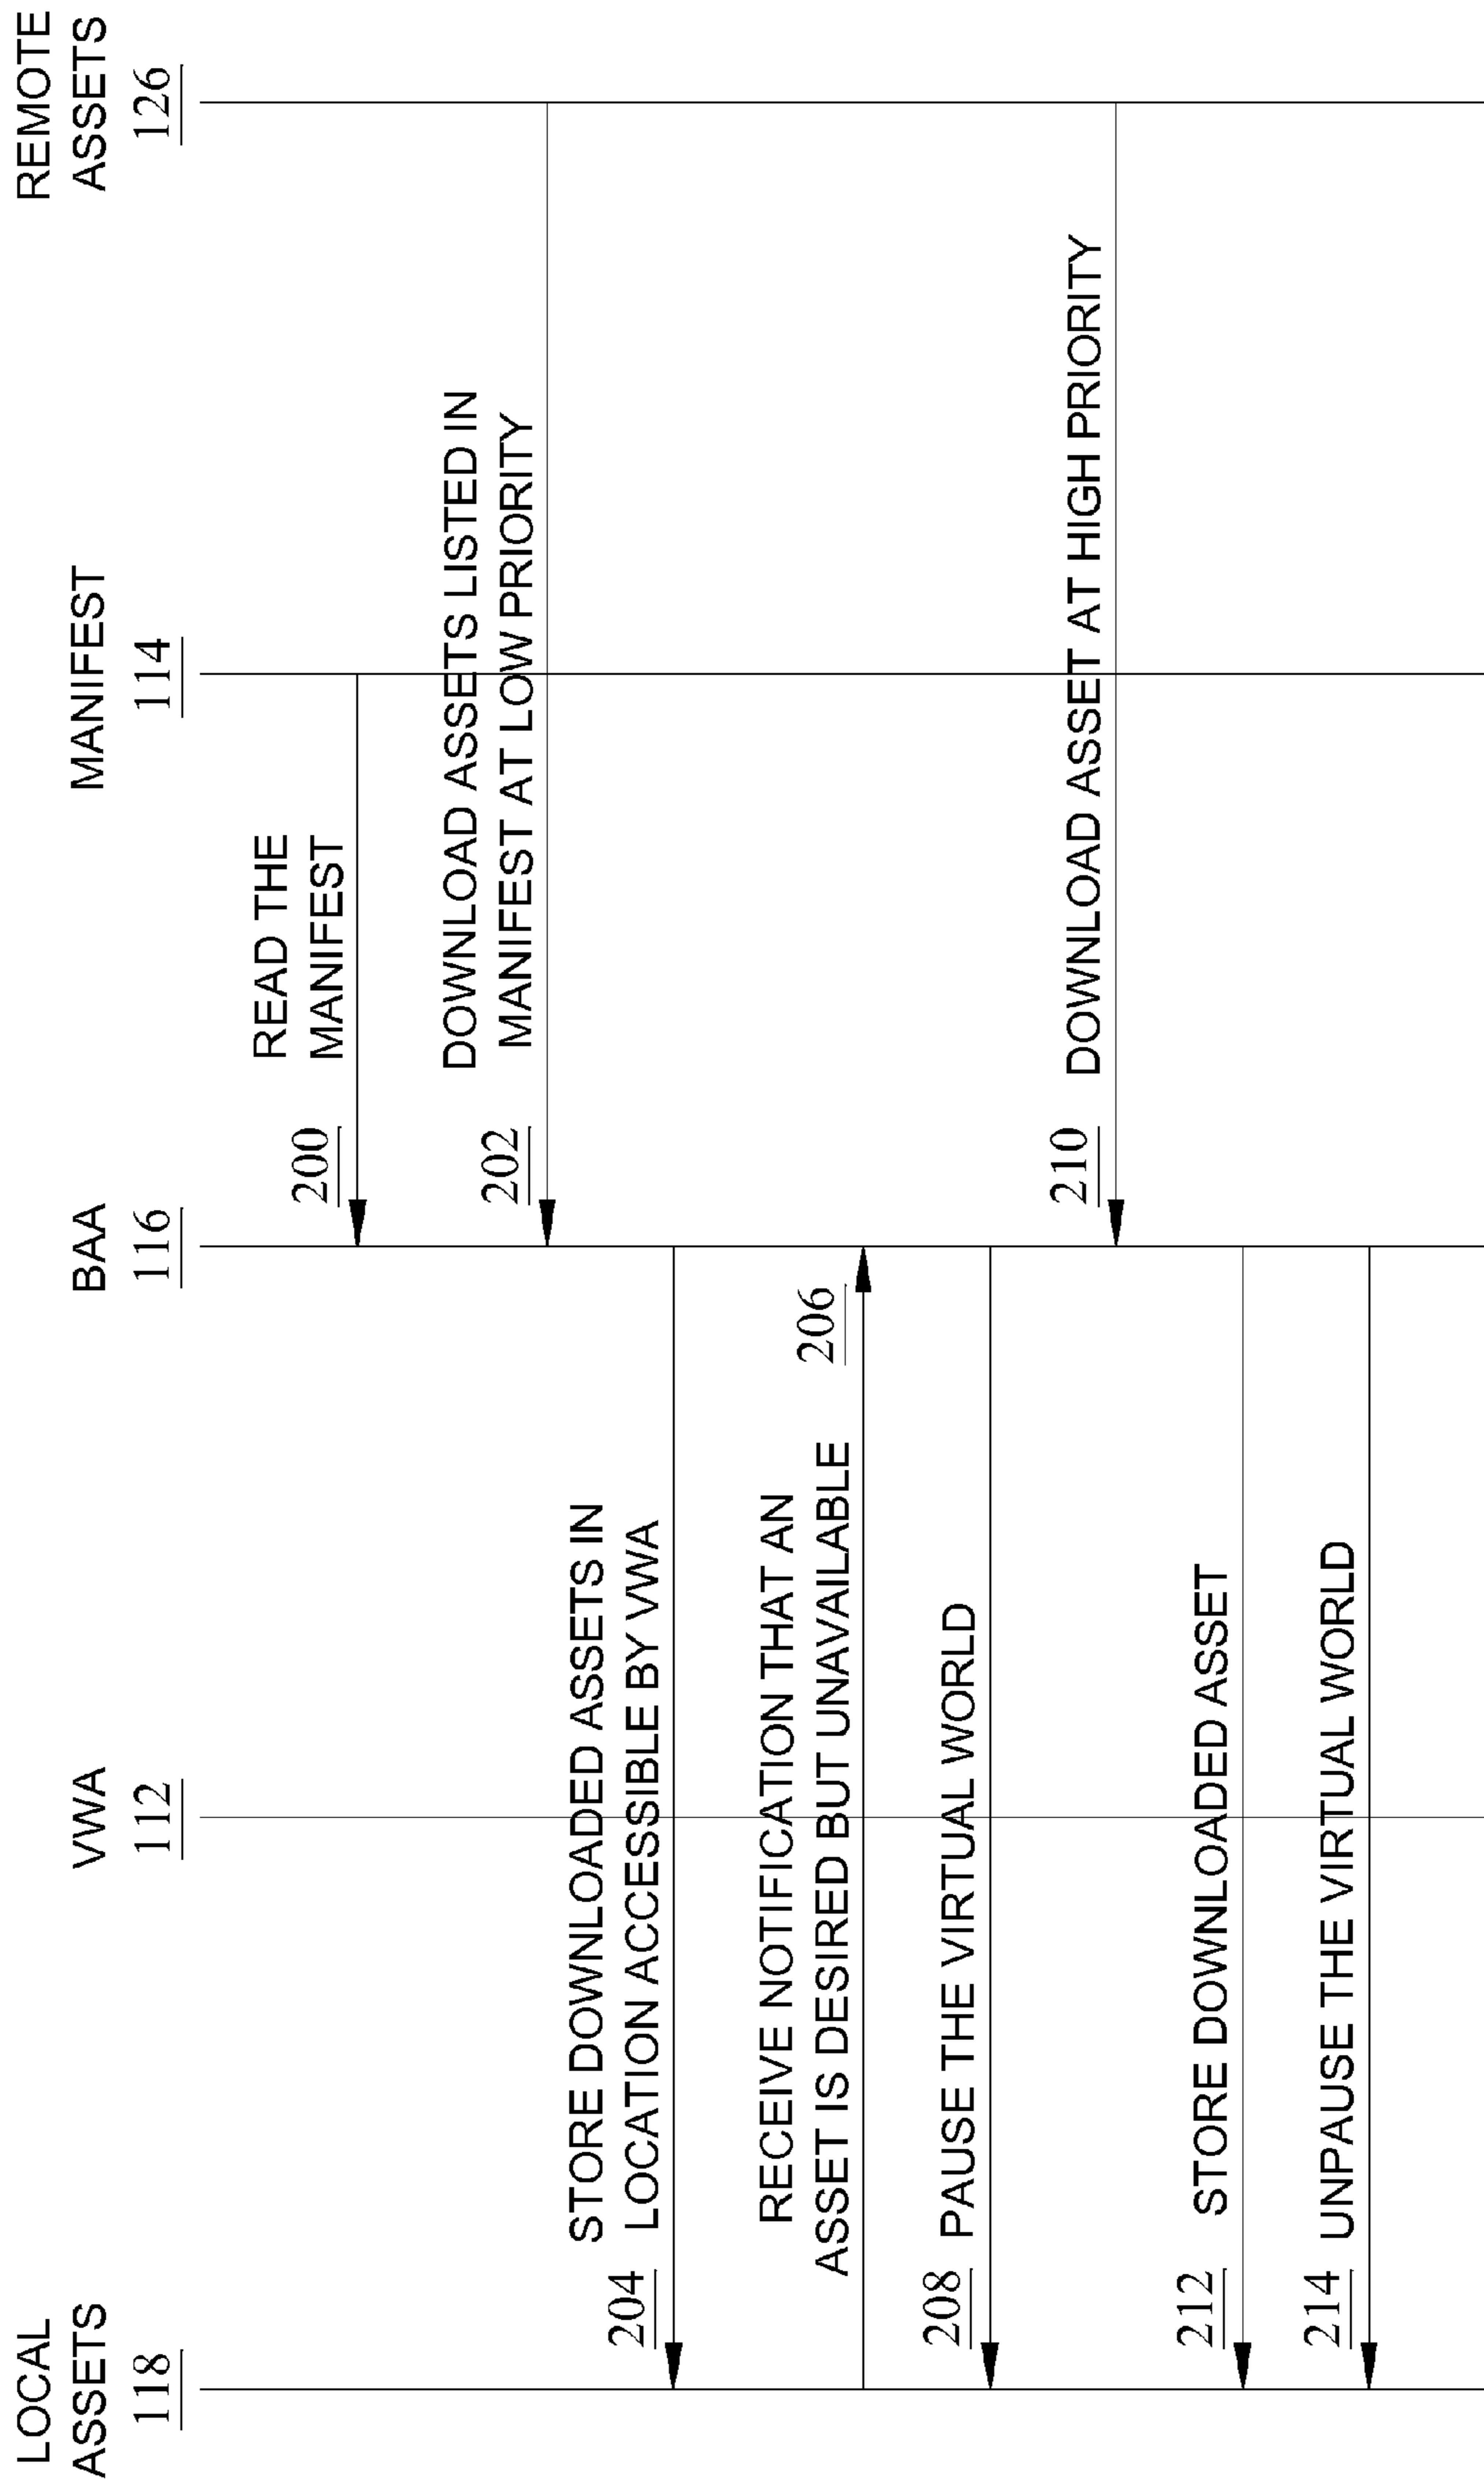 LOCAL
ASSETS
118
VWA
112
BAA
116
MANIFEST
114
REMOTE
ASSETS
126
200
READ THE
MANIFEST
202
DOWNLOAD ASSETS LISTED IN
MANIFEST AT LOW PRIORITY
204
STORE DOWNLOADED ASSETS IN
LOCATION ACCESSIBLE BY VWA
RECEIVE NOTIFICATION THAT AN
ASSET IS DESIRED BUT UNAVAILABLE
206
208
PAUSE THE VIRTUAL WORLD
210
DOWNLOAD ASSET AT HIGH PRIORITY
212
STORE DOWNLOADED ASSET
214
UNPAUSE THE VIRTUAL WORLD